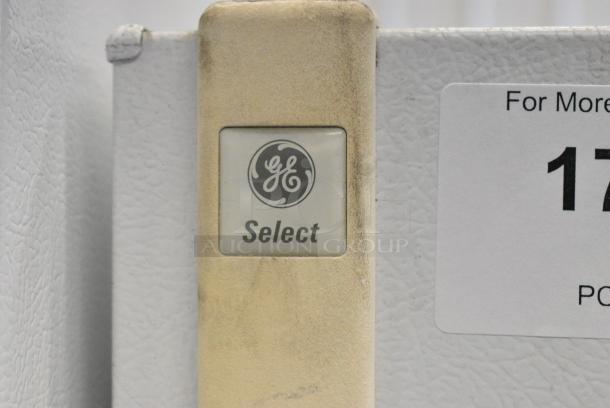 GE
Select
AUCTION GROUP
For More
17
PO